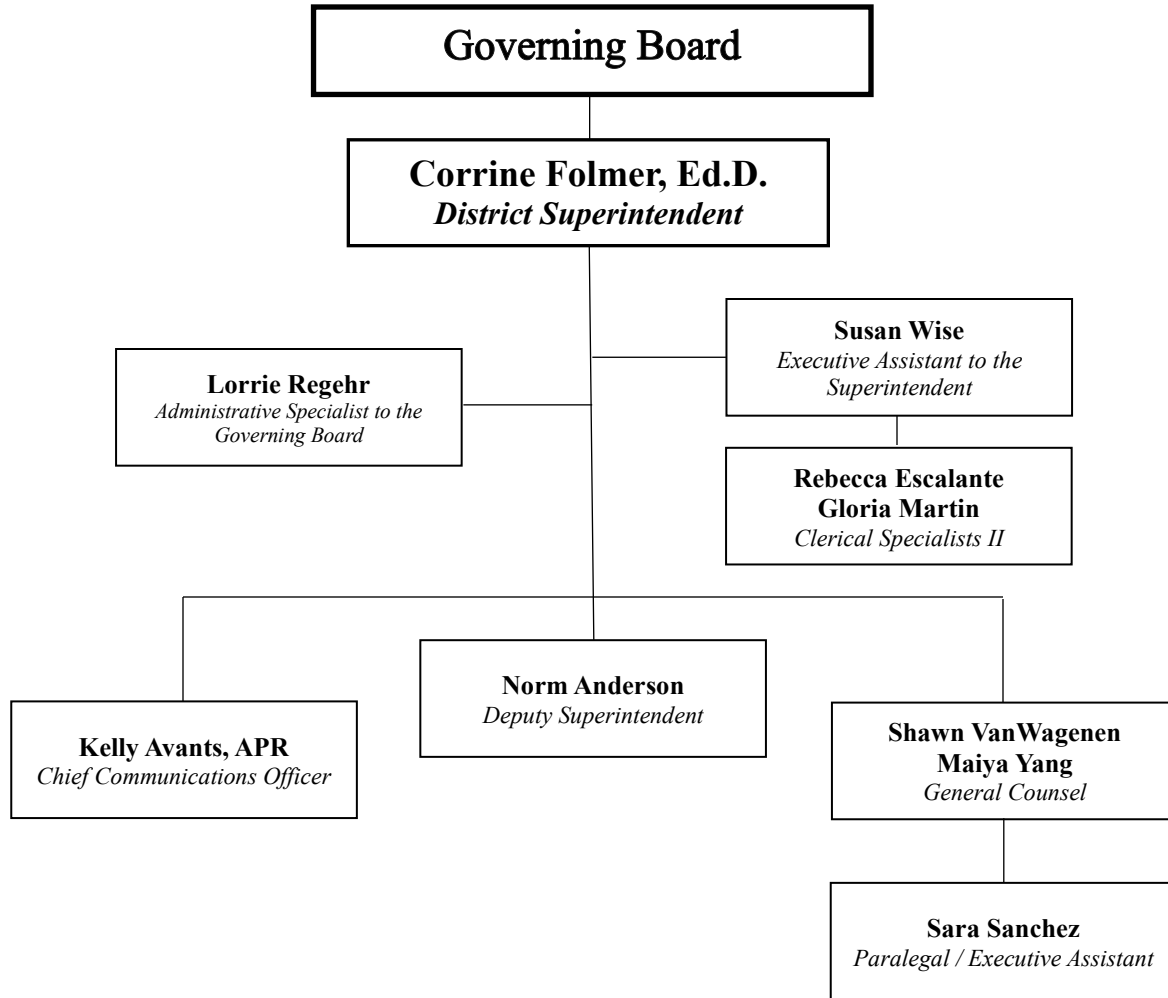 Governing Board
Corrine Folmer, Ed.D.
District Superintendent
Susan Wise
Executive Assistant to the
Superintendent
Lorrie Regehr
Administrative Specialist to the
Governing Board
Rebecca Escalante
Gloria Martin
Clerical Specialists II
Norm Anderson
Deputy Superintendent
Kelly Avants, APR
Chief Communications Officer
Shawn VanWagenen
Maiya Yang
General Counsel
Sara Sanchez
Paralegal / Executive Assistant